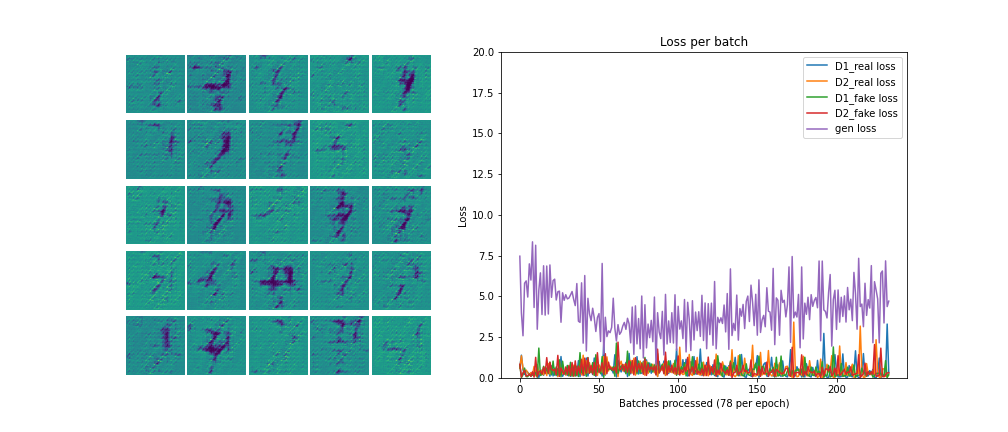 Loss per batch
20.0
17.5
15.0
12.5
10.0
7.5
5.0
2.5
0.0
Loss
D1_real loss
D2_real loss
D1_fake loss
D2_fake loss
gen loss
0
50
100
150
200
Batches processed (78 per epoch)